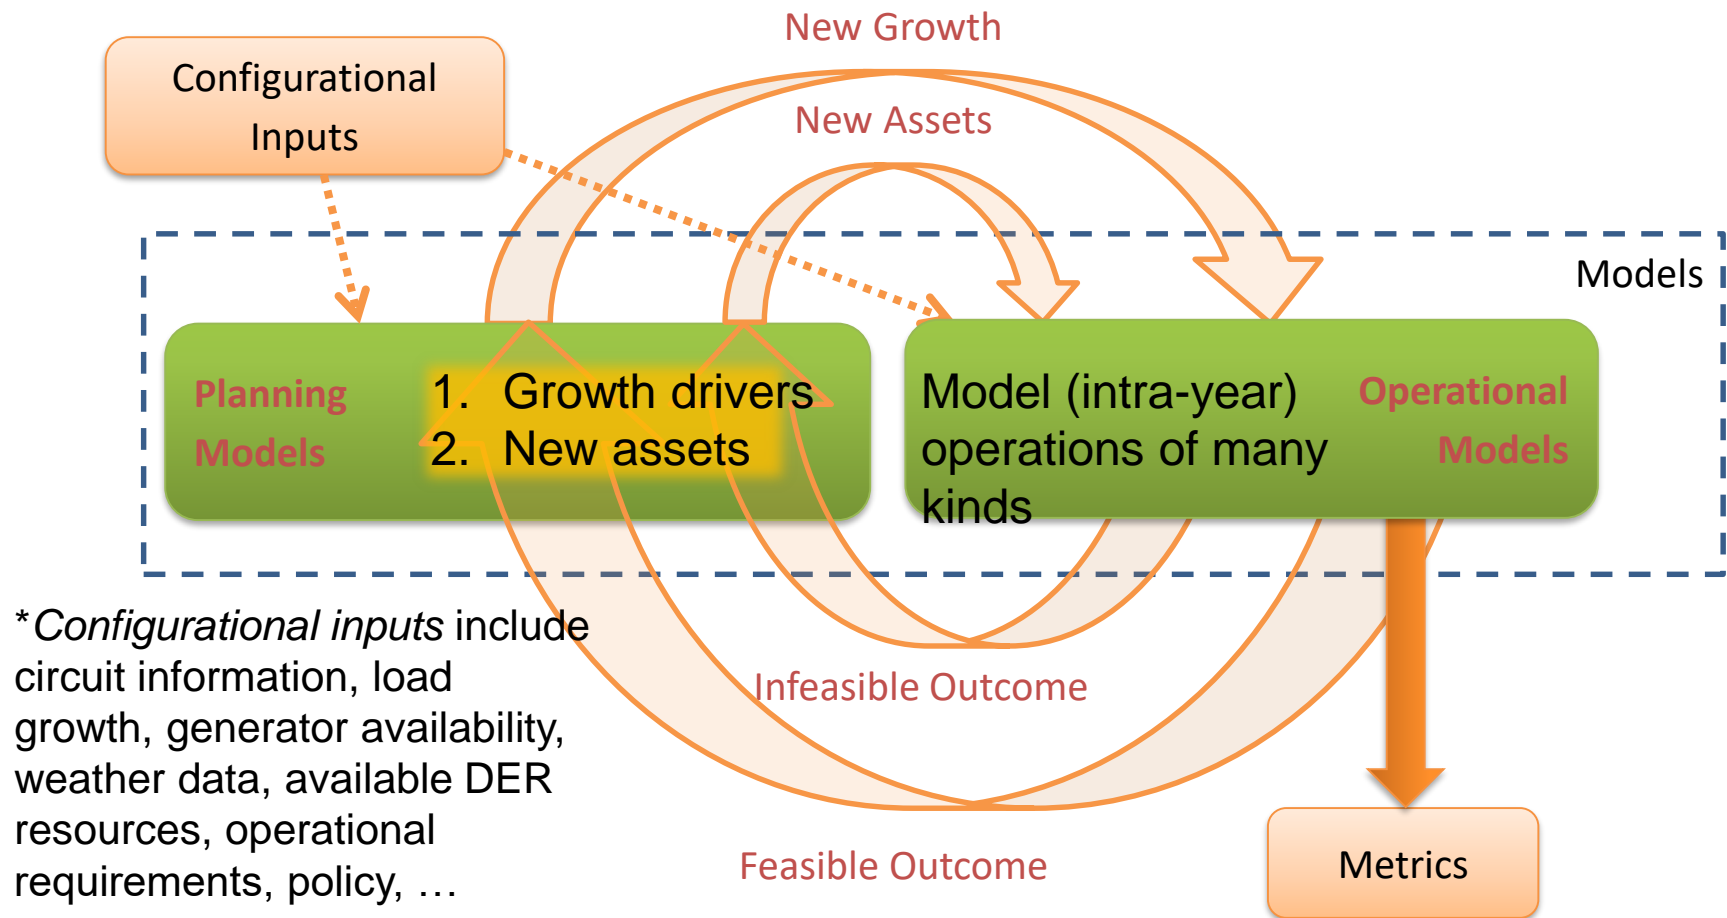 New Growth
Configurational
Inputs
New Assets
Models
Planning
Models
1. Growth drivers
2. New assets
Model (intra-year)
operations of many
kinds
Operational
Models
*Configurational inputs include
circuit information, load
growth, generator availability,
weather data, available DER
resources, operational
requirements, policy, …
Infeasible Outcome
Feasible Outcome
Metrics